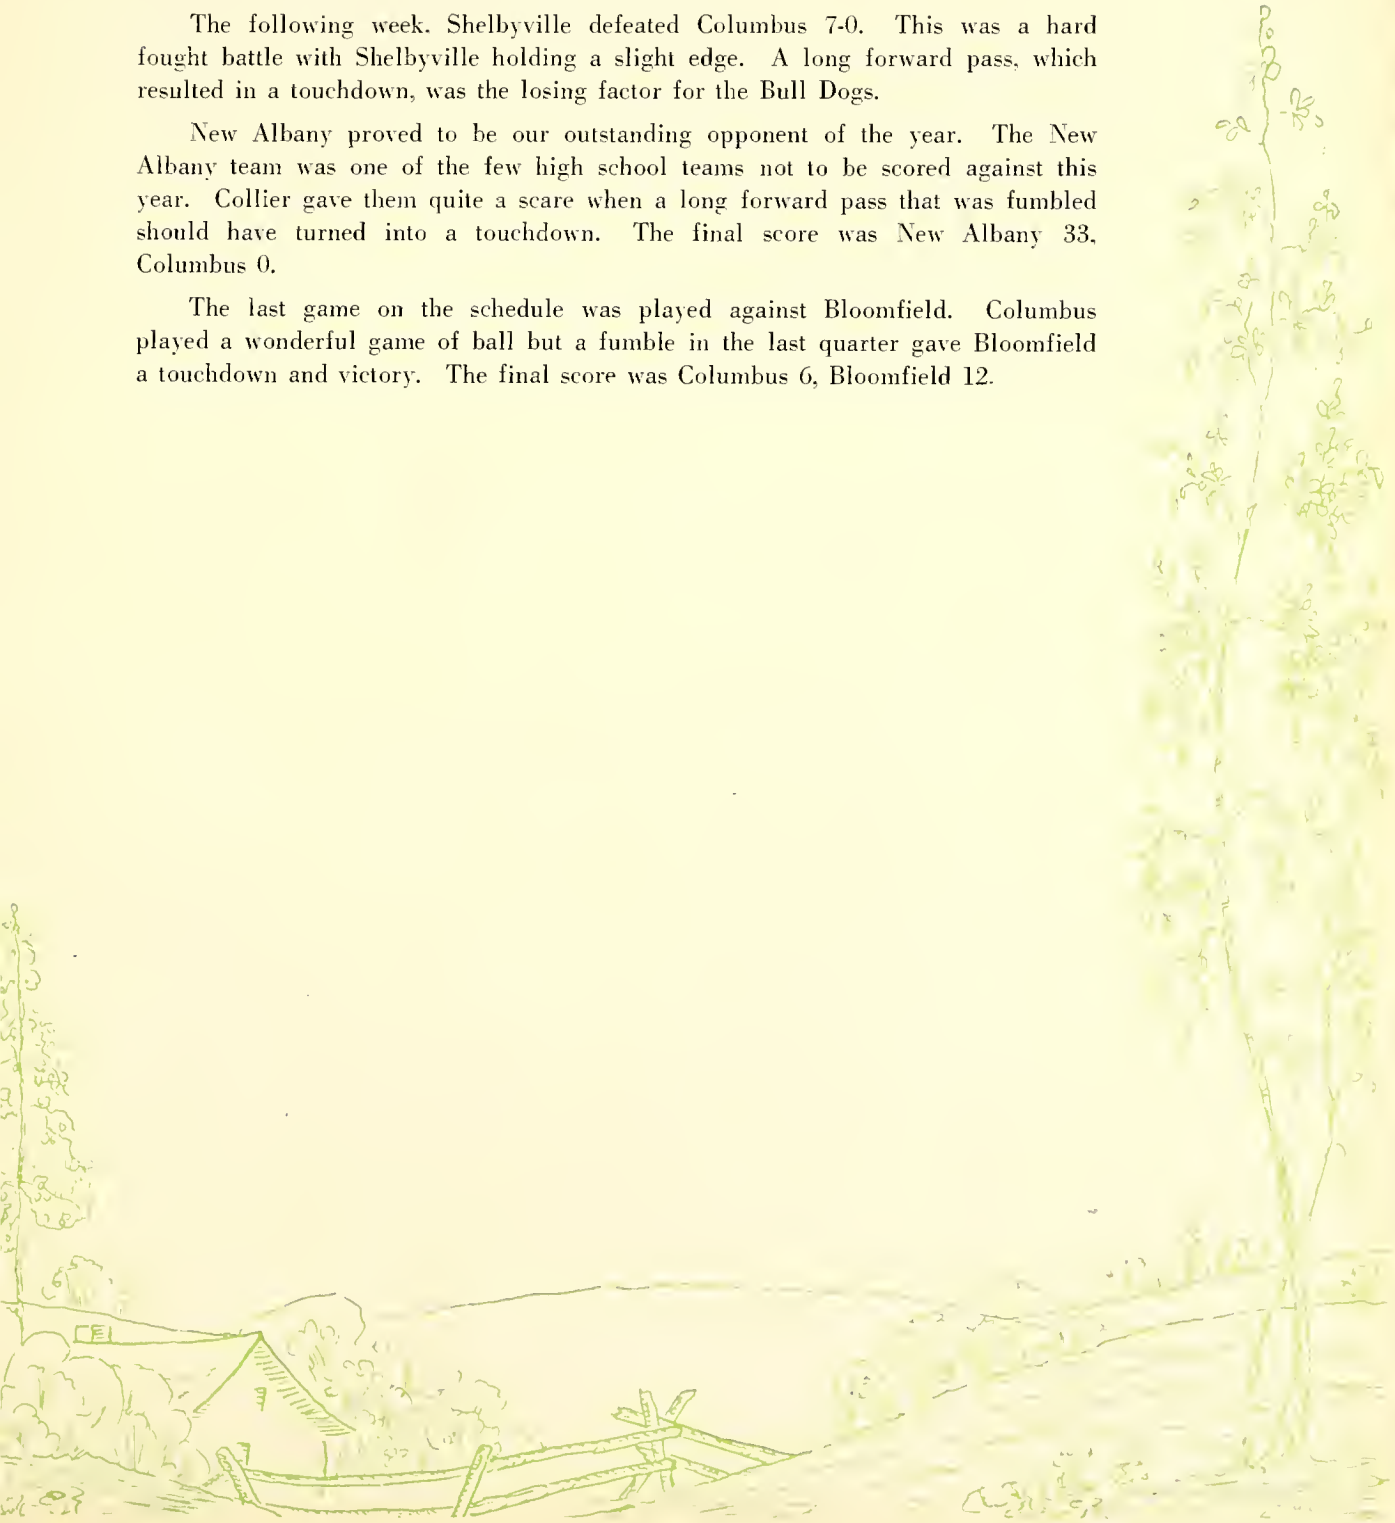 The following week. Shelbyville defeated Columbus 7-0. This was a hard
fought battle with Shelbyville holding a slight edge. A long forward pass, which
resulted in a touchdown, was the losing factor for the Bull Dogs.
New Albany proved to be our outstanding opponent of the year. The New
Albany team was one of the few high school teams not to be scored against this
year. Collier gave them quite a scare when a long forward pass that was fumbled
should have turned into a touchdown. The final score was New Albany 33,
Columbus 0.
The last game on the schedule was played against Bloomfield. Columbus
played a wonderful game of ball but a fumble in the last quarter gave Bloomfield
a touchdown and victory. The final score was Columbus 6, Bloomfield 12.